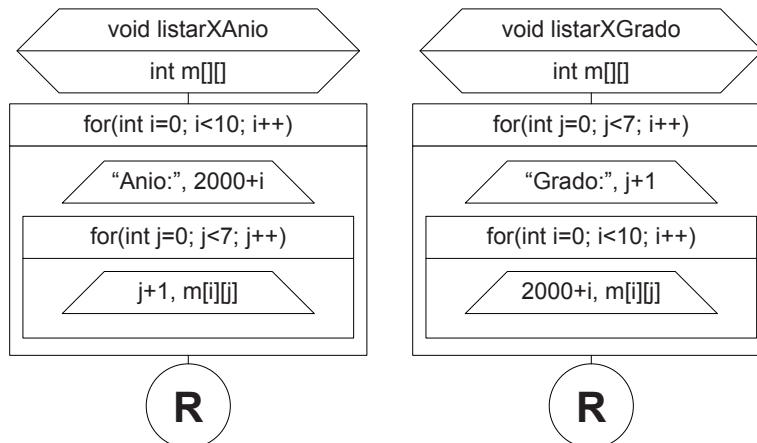 void listarXAnio
int m[][]
for(int i=0; i<10; i++)
“Anio:”, 2000+i
for(int j=0; j<7; j++)
j+1, m[i][j]
R
void listarXGrado
int m[][]
for(int j=0; j<7; i++)
“Grado:”, j+1
for(int i=0; i<10; i++)
2000+i, m[i][j]
R